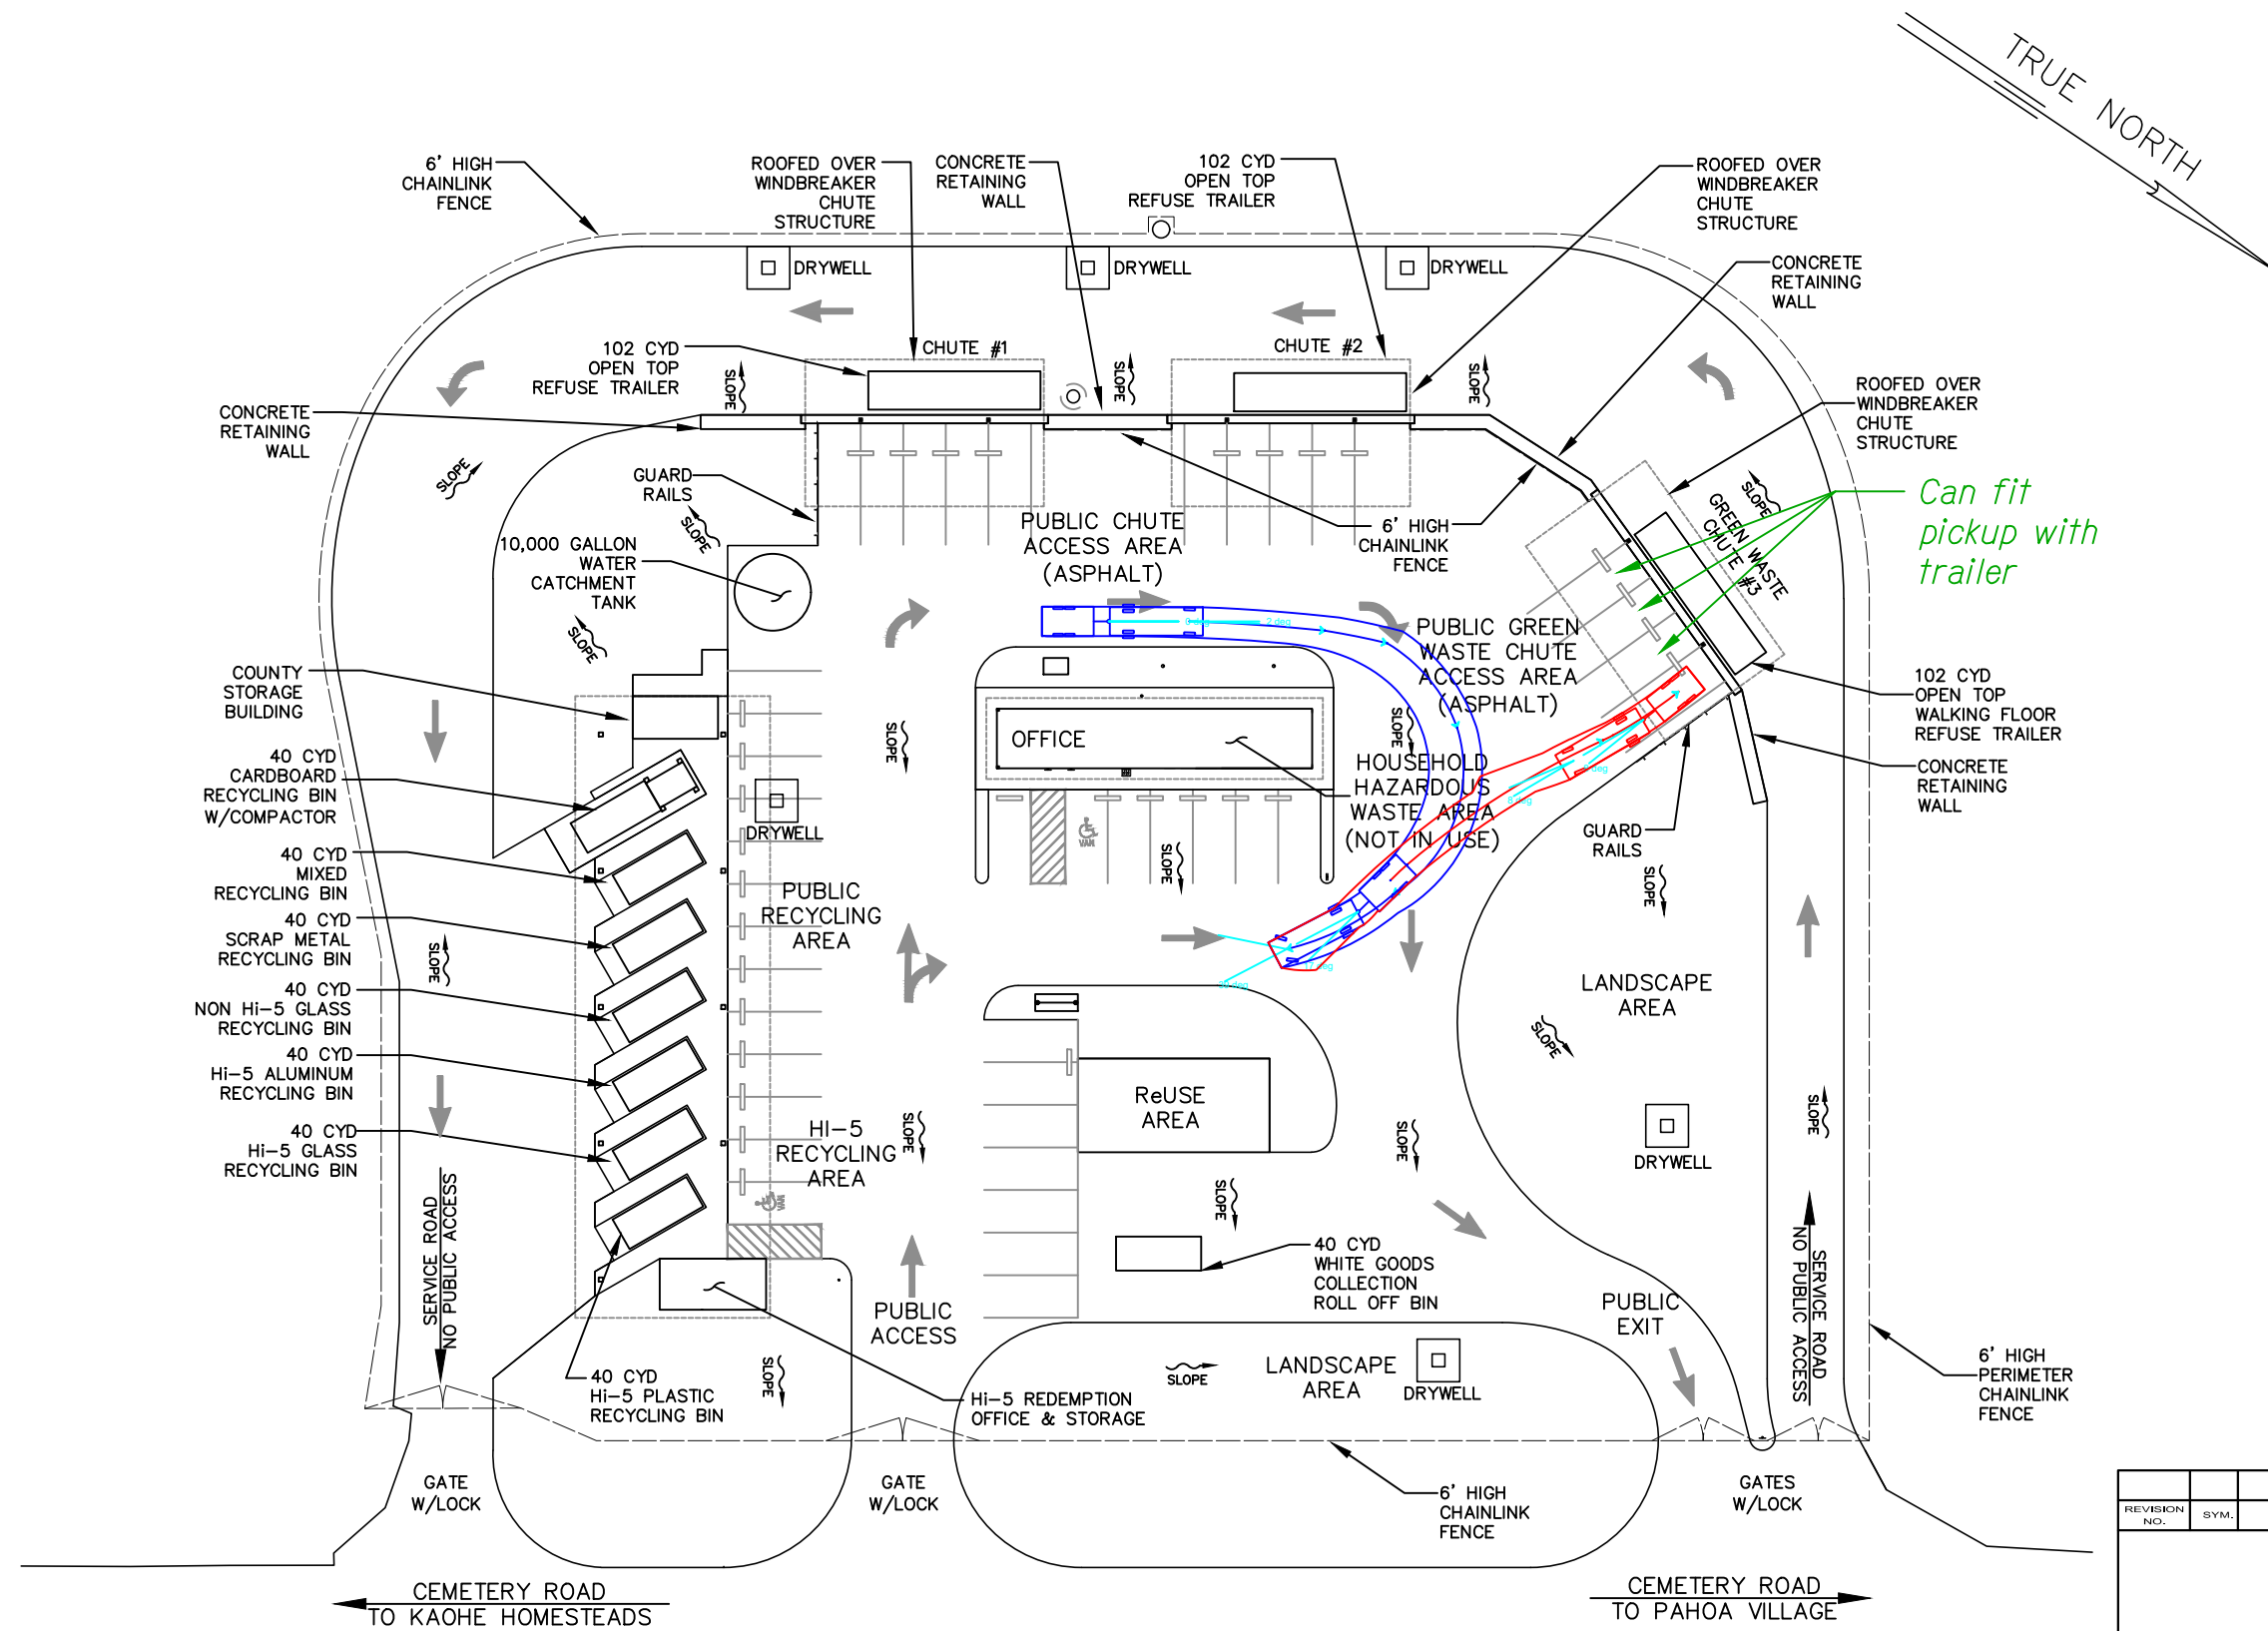 TRUE NORTH
6' HIGH
CHAINLINK
FENCE
ROOFED OVER
WINDBREAKER
CHUTE
STRUCTURE
CONCRETE
RETAINING
WALL
102 CYD
OPEN TOP
REFUSE TRAILER
ROOFED OVER
WINDBREAKER
CHUTE
STRUCTURE
DRYWELL
DRYWELL
DRYWELL
CONCRETE
RETAINING
WALL
102 CYD
OPEN TOP
REFUSE TRAILER
CHUTE #1
CHUTE #2
SLOPE
SLOPE
SLOPE
ROOFED OVER
WINDBREAKER
CHUTE
STRUCTURE
CONCRETE
RETAINING
WALL
SLOPE
GUARD
RAILS
SLOPE
GREEN WASTE
CHUTE #3
SLOPE
Can fit
pickup with
trailer
PUBLIC CHUTE
ACCESS AREA
(ASPHALT)
6' HIGH
CHAINLINK
FENCE
10,000 GALLON
WATER
CATCHMENT
TANK
SLOPE
0 deg
2 deg
PUBLIC GREEN
WASTE CHUTE
ACCESS AREA
(ASPHALT)
COUNTY
STORAGE
BUILDING
102 CYD
OPEN TOP
WALKING FLOOR
REFUSE TRAILER
SLOPE
OFFICE
SLOPE
40 CYD
CARDBOARD
RECYCLING BIN
W/COMPACTOR
HOUSEHOLD
HAZARDOUS
WASTE AREA
(NOT IN USE)
deg
8 deg
CONCRETE
RETAINING
WALL
DRYWELL
VAN
GUARD
RAILS
40 CYD
MIXED
RECYCLING BIN
SLOPE
SLOPE
PUBLIC
RECYCLING
AREA
40 CYD
SCRAP METAL
RECYCLING BIN
SLOPE
deg
deg
LANDSCAPE
AREA
40 CYD
NON Hi-5 GLASS
RECYCLING BIN
SLOPE
40 CYD
Hi-5 ALUMINUM
RECYCLING BIN
ReUSE
AREA
SLOPE
40 CYD
Hi-5 GLASS
RECYCLING BIN
HI-5
RECYCLING
AREA
SLOPE
SLOPE
DRYWELL
VAN
SLOPE
SERVICE ROAD
NO PUBLIC ACCESS
40 CYD
WHITE GOODS
COLLECTION
ROLL OFF BIN
SERVICE ROAD
NO PUBLIC ACCESS
PUBLIC
ACCESS
PUBLIC
EXIT
40 CYD
Hi-5 PLASTIC
RECYCLING BIN
SLOPE
Hi-5 REDEMPTION
OFFICE & STORAGE
SLOPE
LANDSCAPE
AREA
DRYWELL
6' HIGH
PERIMETER
CHAINLINK
FENCE
GATE
W/LOCK
GATE
W/LOCK
6' HIGH
CHAINLINK
FENCE
GATES
W/LOCK
REVISION
NO.
SYM.
CEMETERY ROAD
TO KAOHE HOMESTEADS
CEMETERY ROAD
TO PAHOA VILLAGE